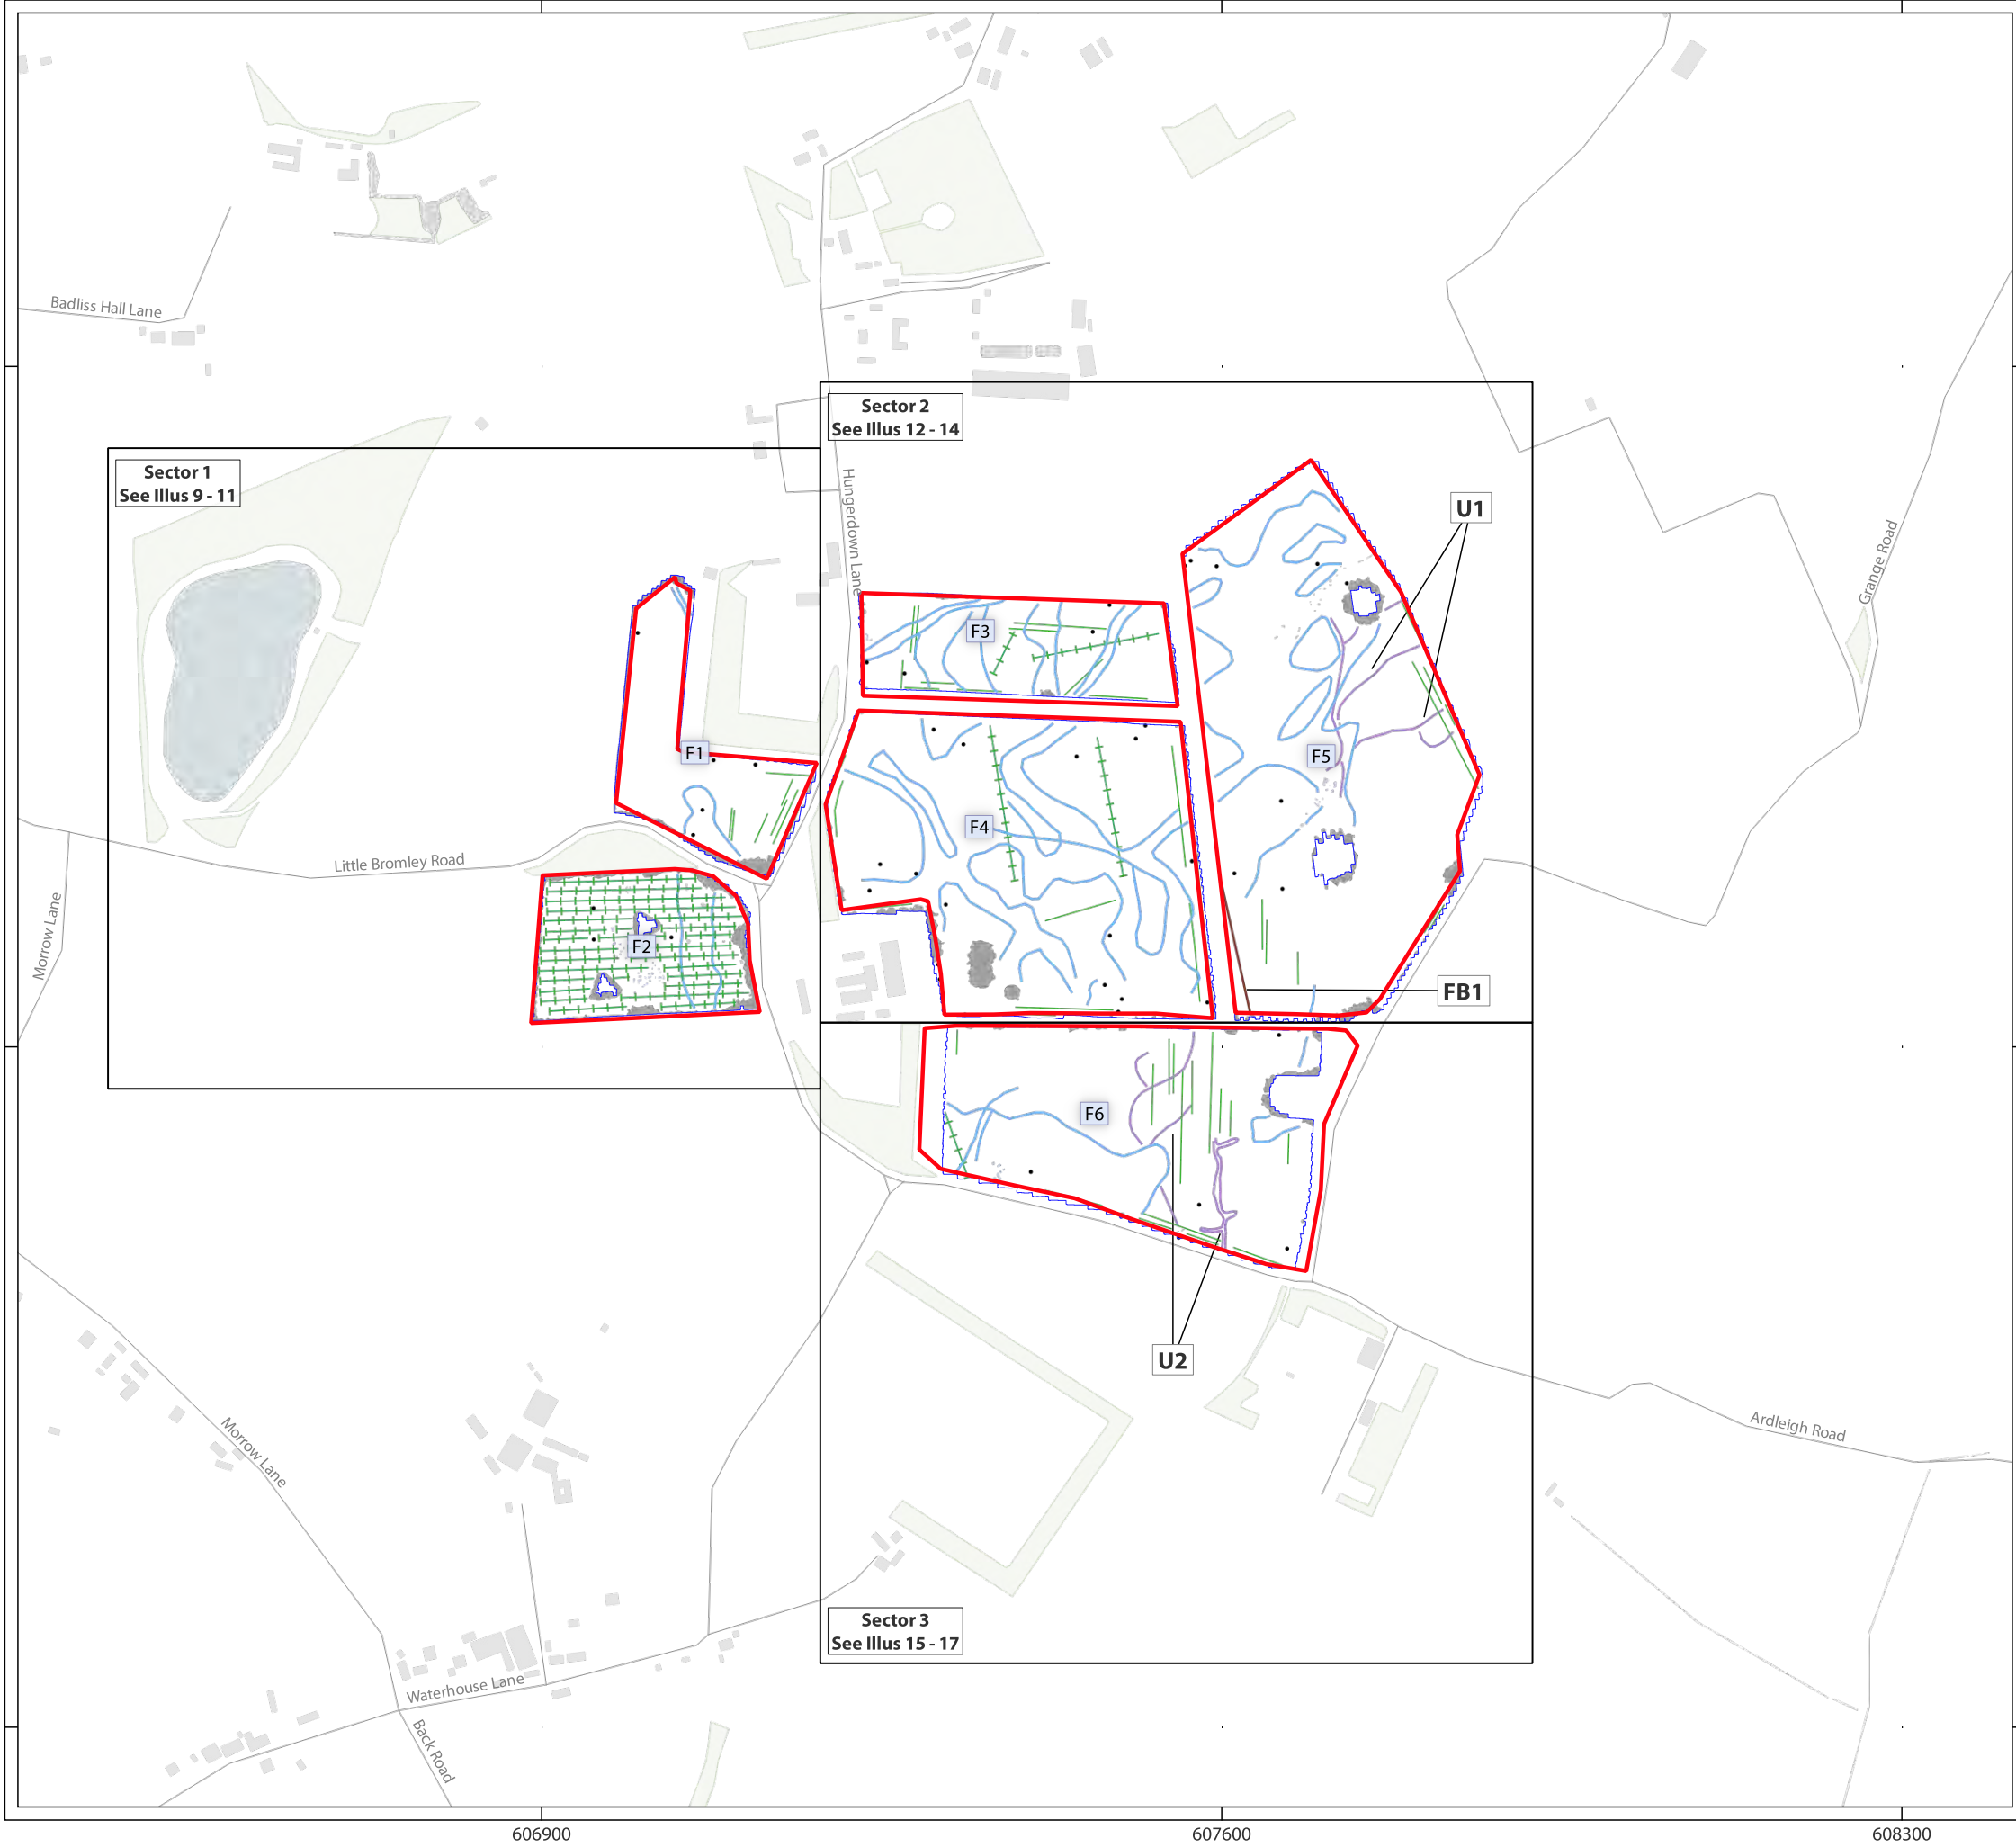 Badliss Hall Lane
Sector 2
See Illus 12 - 14
Sector 1
See Illus 9 - 11
Hungerdown Lane
U1
Grange Road
F3
F1
F5
F4
Little Bromley Road
Morrow Lane
F2
FB1
F6
U2
Morrow Lane
Ardleigh Road
Sector 3
See Illus 15 - 17
Waterhouse Lane
Back Road
606900
607600
608300